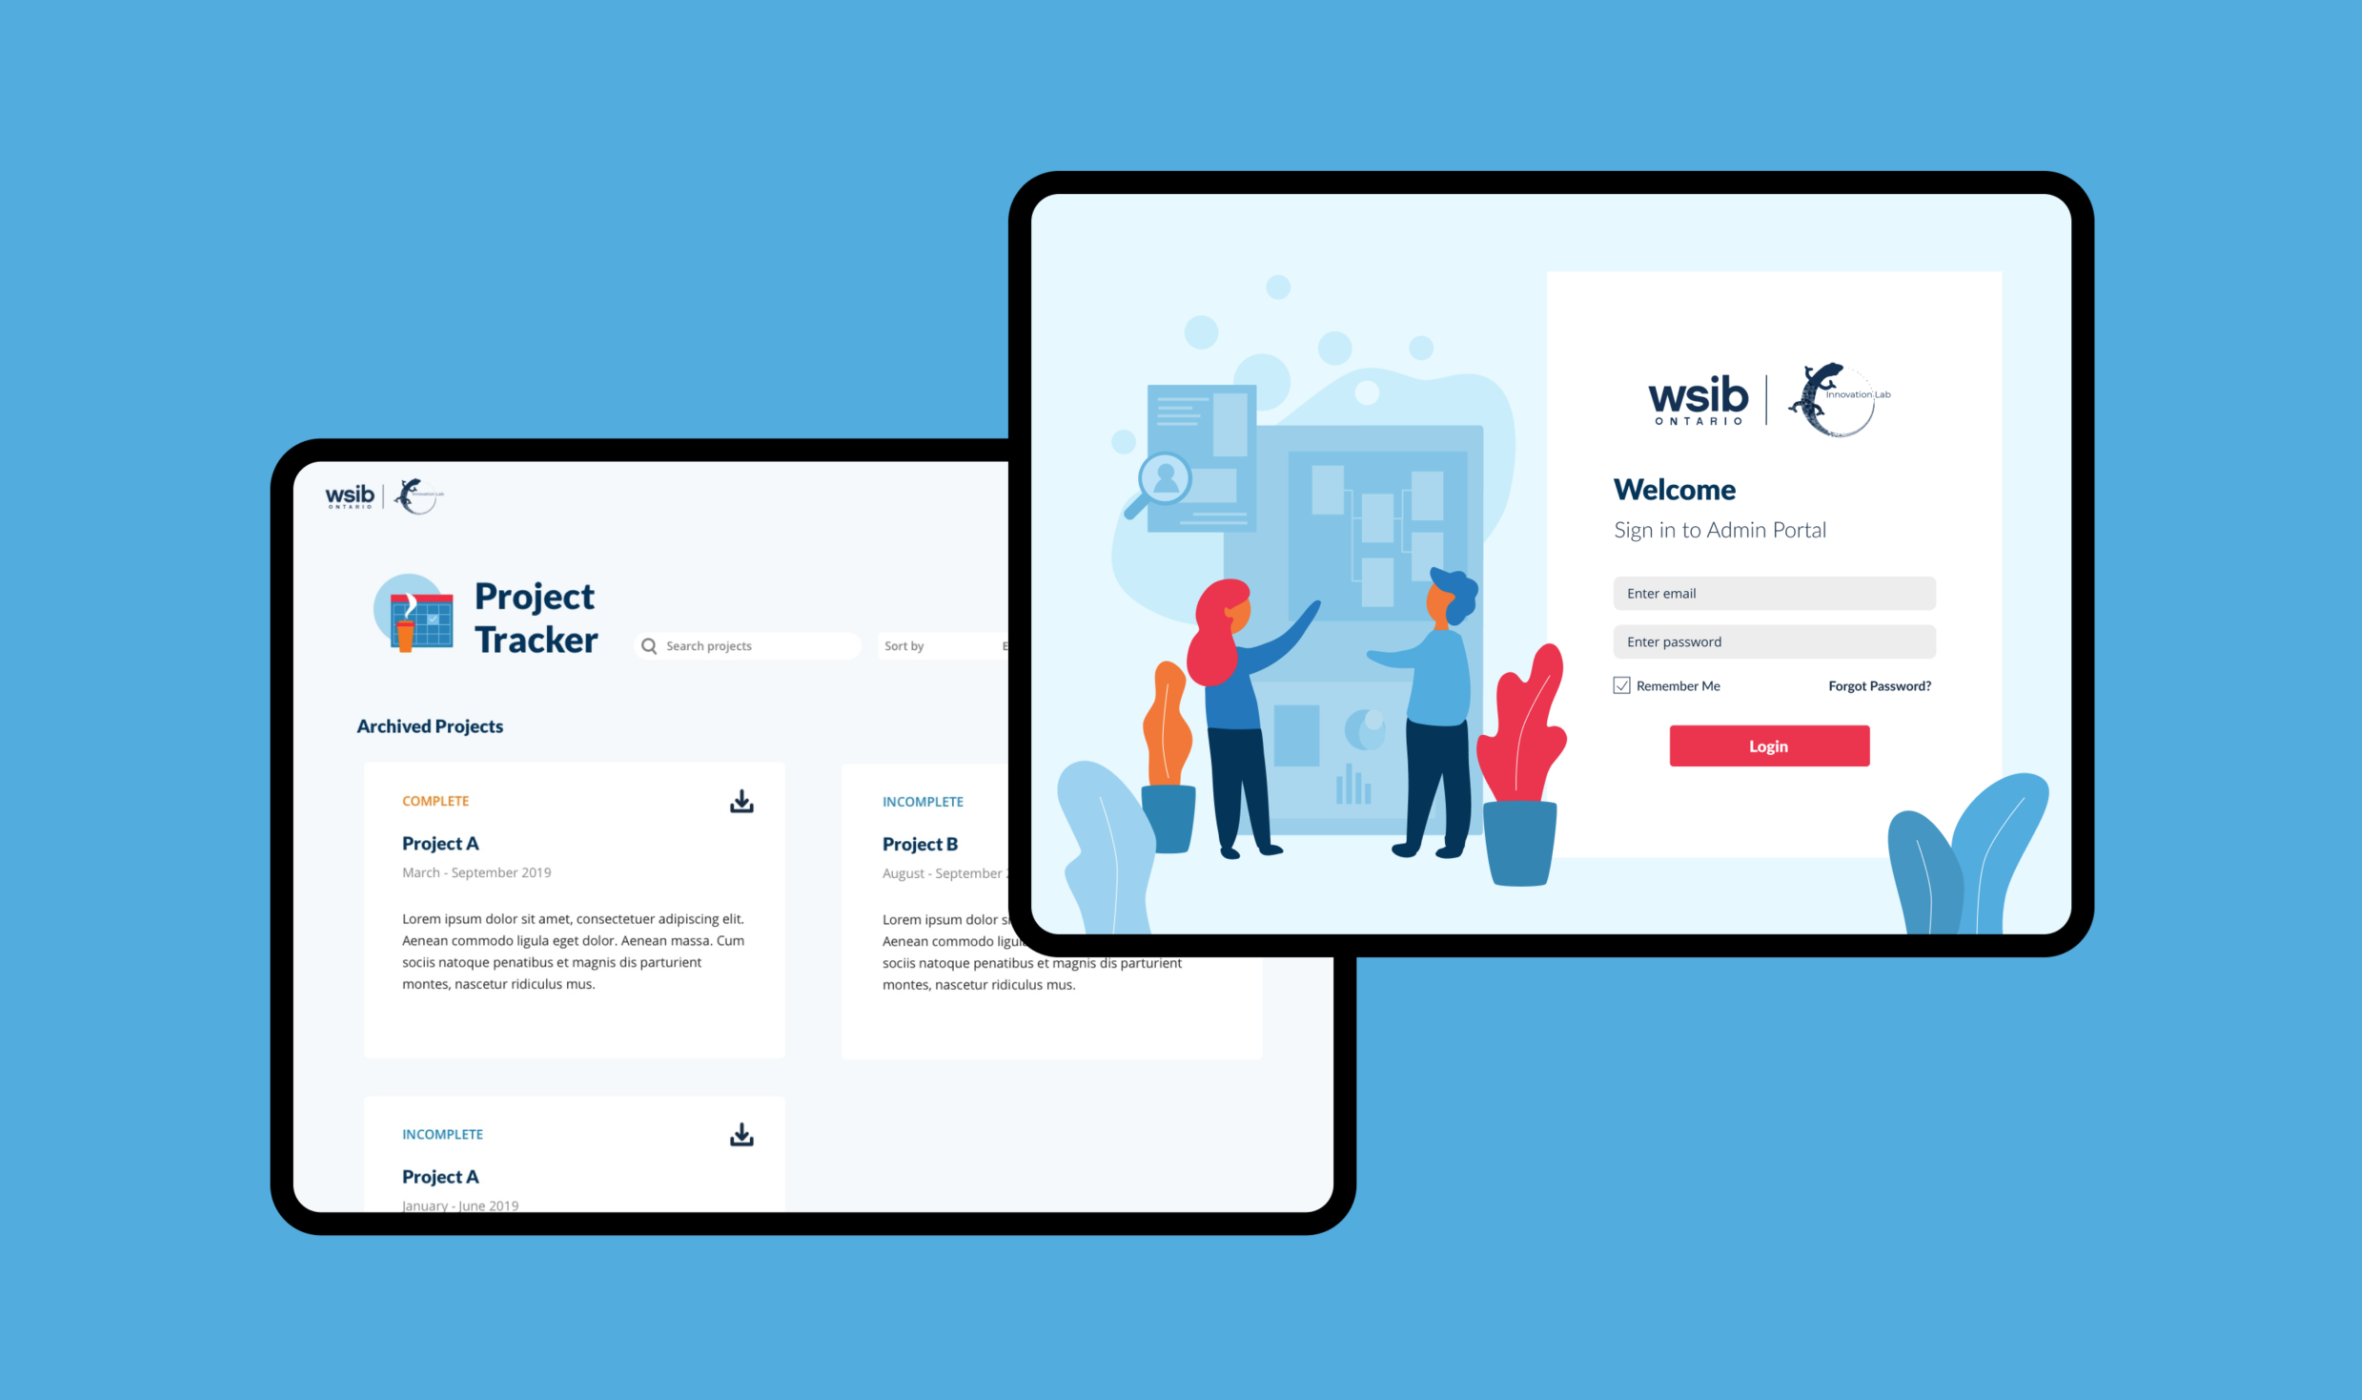 wsib
ONTARIO
Innovation Lab
Project
Tracker
Search projects
Sort by
Archived Projects
COMPLETE
Project A
March - September 2019
Lorem ipsum dolor sit amet, consectetuer adipiscing elit.
Aenean commodo ligula eget dolor. Aenean massa. Cum
sociis natoque penatibus et magnis dis parturient
montes, nascetur ridiculus mus.
INCOMPLETE
Project B
August - September
Lorem ipsum dolor
Aenean commodo
sociis natoque penatibus et magnis dis parturient
montes, nascetur ridiculus mus.
INCOMPLETE
Project A
January - June 2019
wsib
ONTARIO
Innovation Lab
Welcome
Sign in to Admin Portal
Enter email
Enter password
Remember Me
Forgot Password?
Login